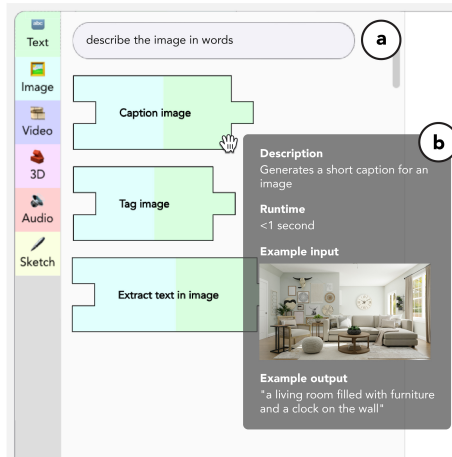 Text
Image
Video
3D
Audio
Sketch
describe the image in words
a
Caption image
Tag image
Extract text in image
b
Description
Generates a short caption for an
image
Runtime
<1 second
Example input
Example output
"a living room filled with furniture
and a clock on the wall"